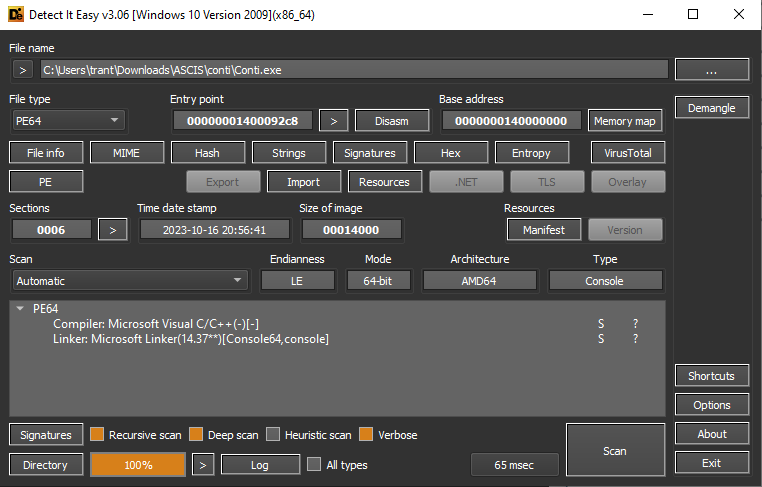 Detect It Easy v3.06 [Windows 10 Version 2009](x86_64)
File name
> C:\Users\trant\Downloads\ASCIS\conti\Conti.exe ...
File type Entry point Base address
PE64 00000001400092c8 > Disasm 0000000140000000 Memory map Demangle
File info MIME Hash Strings Signatures Hex Entropy VirusTotal
PE Export Import Resources .NET TLS Overlay
Sections Time date stamp Size of image Resources
0006 > 2023-10-16 20:56:41 00014000 Manifest Version
Scan Endianness Mode Architecture Type
Automatic LE 64-bit AMD64 Console
PE64
Compiler: Microsoft Visual C/C++(-)[-] S ?
Linker: Microsoft Linker(14.37**)[Console64,console] S ?
Shortcuts
Options
Signatures Recursive scan Deep scan Heuristic scan Verbose Scan About
Directory 100% > Log All types 65 msec Exit